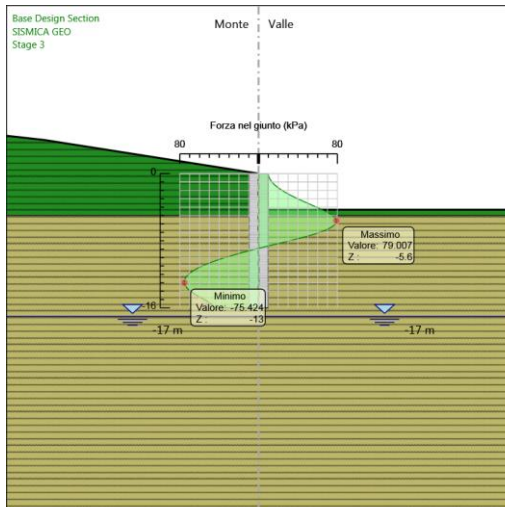 Base Design Section
SISMICA GEO
Stage 3
Monte
Valle
Forza nel giunto (kPa)
80
80
0
Massimo
Valore: 79.007
Z : -5.6
Minimo
Valore: -75.424
Z : -13
-16
-17 m
-17 m